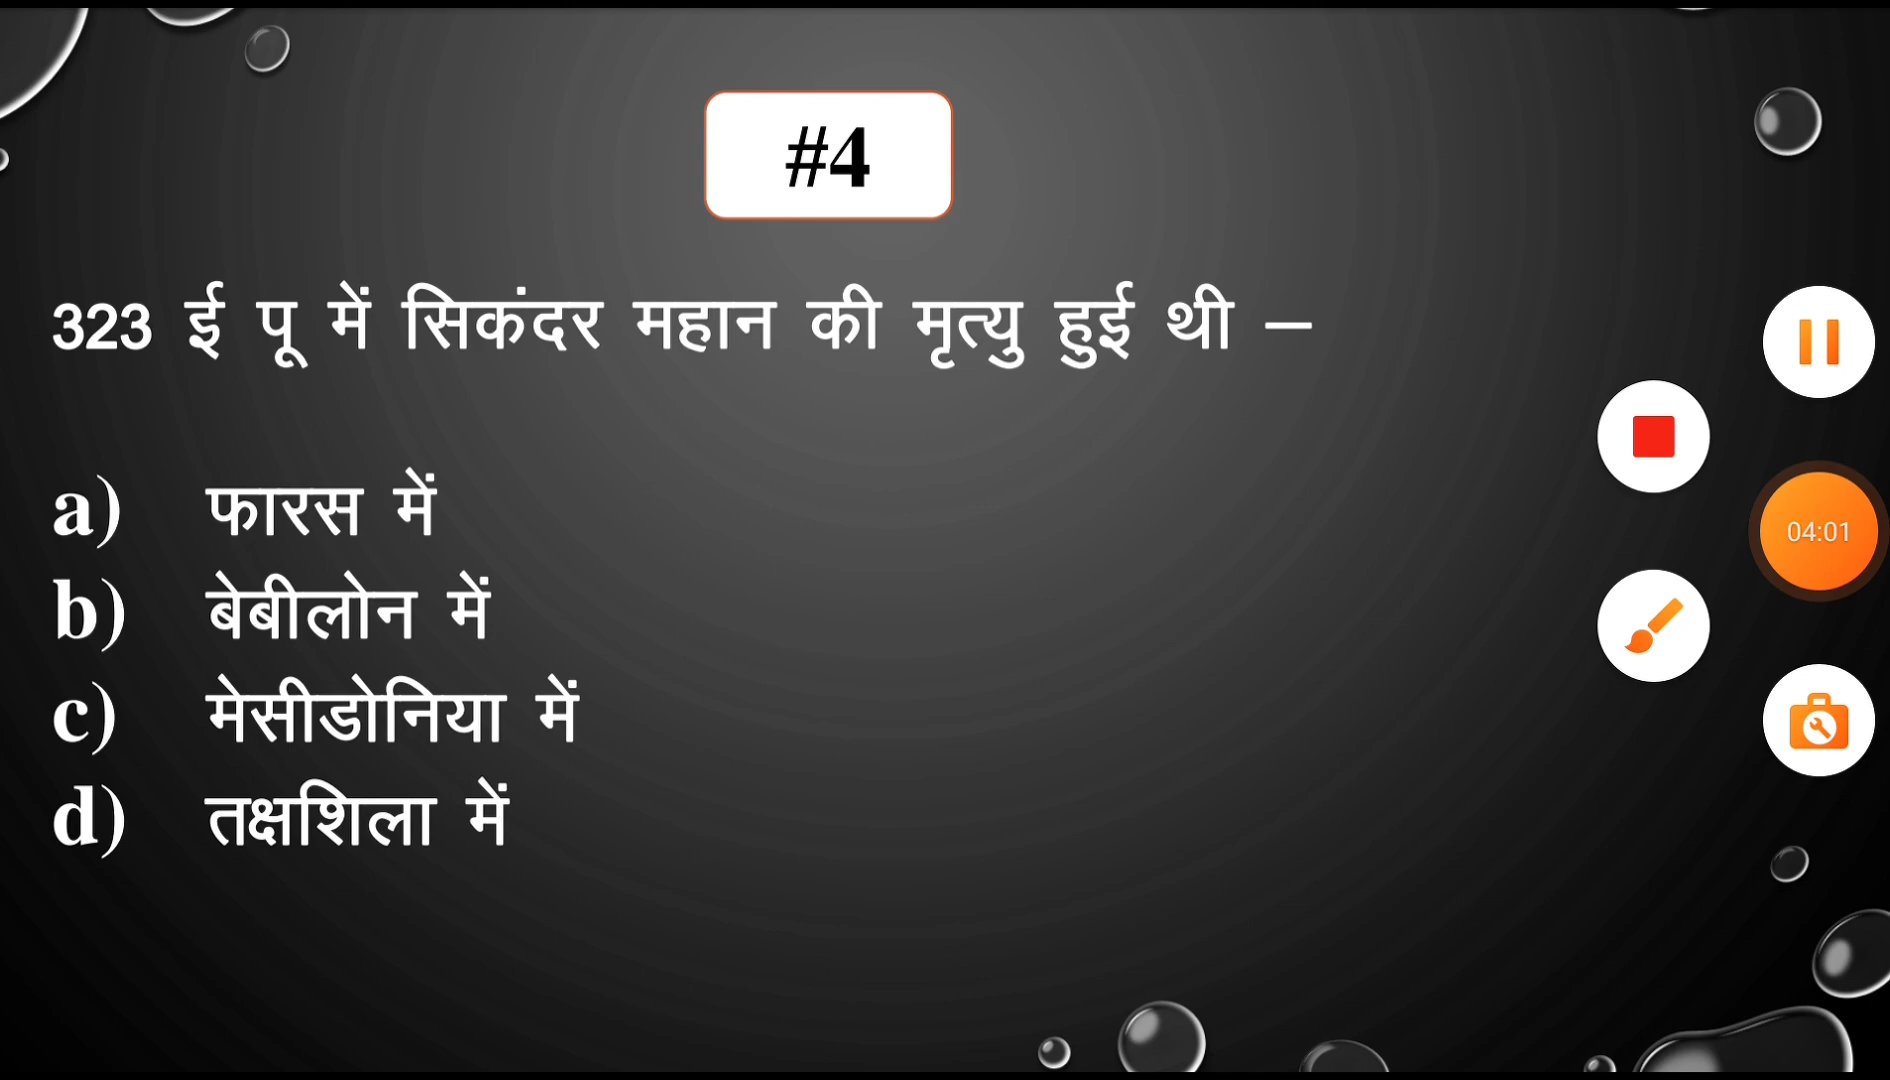 #4
323 ई पू में सिकंदर महान की मृत्यु हुई थी –
a) फारस में
b) बेबीलोन में
c) मेसीडोनिया में
d) तक्षशिला में
04:01